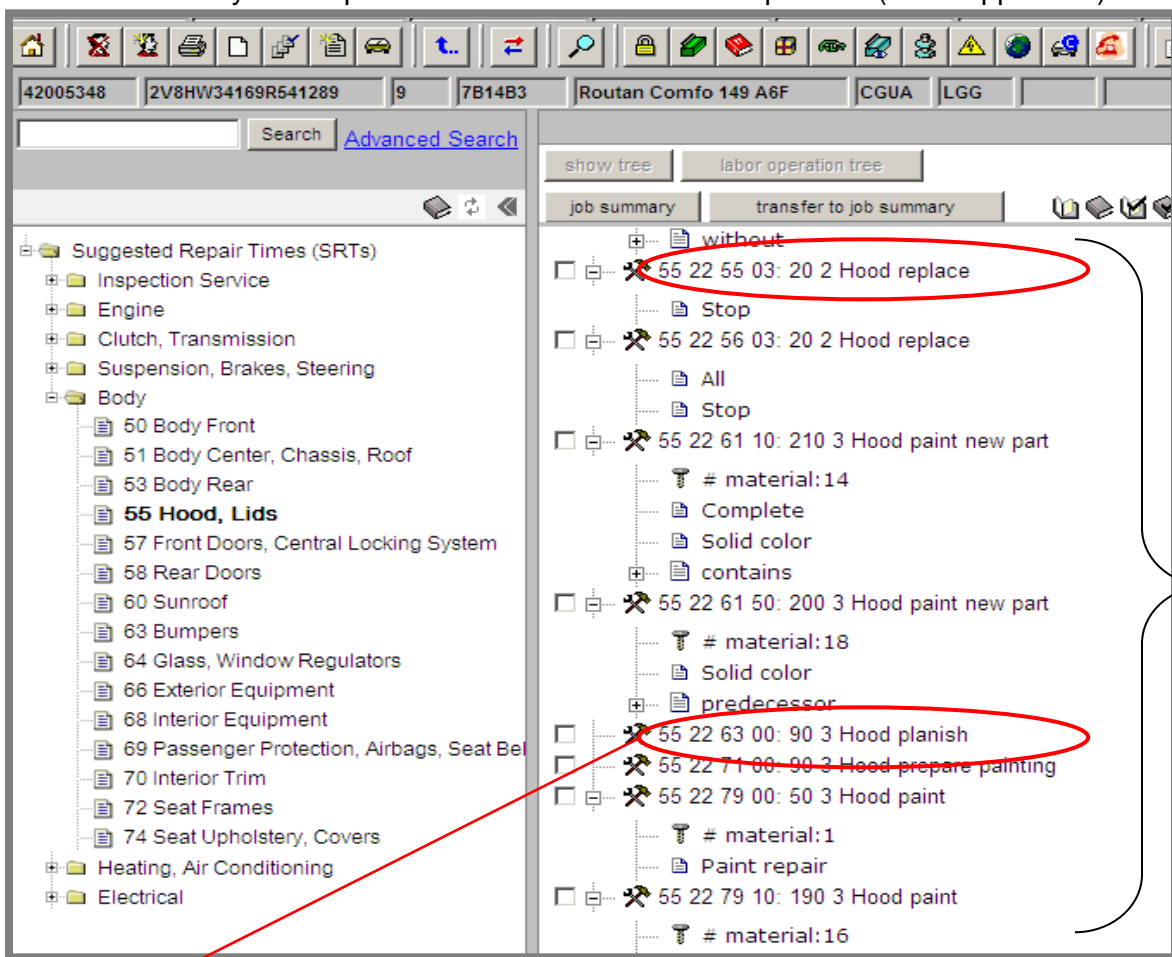 t..
42005348 2V8HW34169R541289 9 7B14B3 Routan Comfo 149 A6F CGUA LGG
Search Advanced Search
show tree labor operation tree
job summary transfer to job summary
Suggested Repair Times (SRTs)
Inspection Service
Engine
Clutch, Transmission
Suspension, Brakes, Steering
Body
50 Body Front
51 Body Center, Chassis, Roof
53 Body Rear
55 Hood, Lids
57 Front Doors, Central Locking System
58 Rear Doors
60 Sunroof
63 Bumpers
64 Glass, Window Regulators
66 Exterior Equipment
68 Interior Equipment
69 Passenger Protection, Airbags, Seat Bel
70 Interior Trim
72 Seat Frames
74 Seat Upholstery, Covers
Heating, Air Conditioning
Electrical
without
55 22 55 03: 20 2 Hood replace
Stop
55 22 56 03: 20 2 Hood replace
All
Stop
55 22 61 10: 210 3 Hood paint new part
# material:14
Complete
Solid color
contains
55 22 61 50: 200 3 Hood paint new part
# material:18
Solid color
predecessor
55 22 63 00: 90 3 Hood planish
55 22 71 00: 90 3 Hood prepare painting
55 22 79 00: 50 3 Hood paint
# material:1
Paint repair
55 22 79 10: 190 3 Hood paint
# material:16